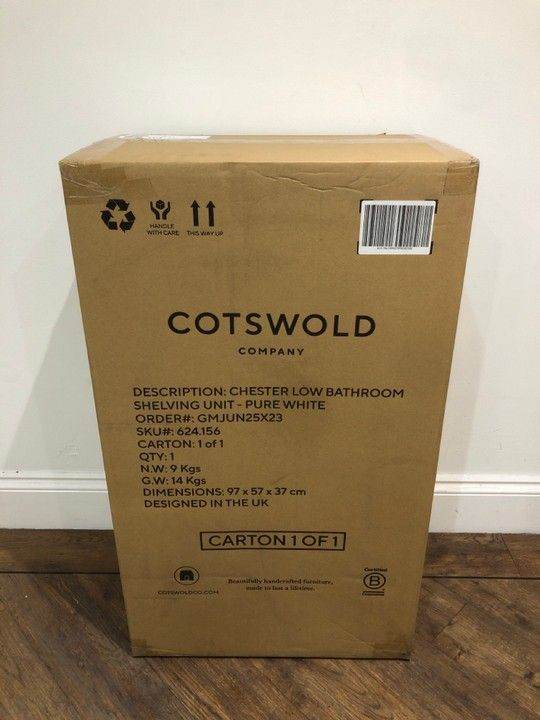 HANDLE
WITH CARE
THIS WAY UP
COTSWOLD
COMPANY
DESCRIPTION: CHESTER LOW BATHROOM
SHELVING UNIT - PURE WHITE
ORDER#: GMJUN25X23
SKU#: 624.156
CARTON: 1 of 1
QTY: 1
N.W: 9 Kgs
G.W: 14 Kgs
DIMENSIONS: 97 x 57 x 37 cm
DESIGNED IN THE UK
CARTON 1 OF 1
COTSWOLDCO.COM
Beautifully handcrafted furniture,
made to last a lifetime.
Certified
B